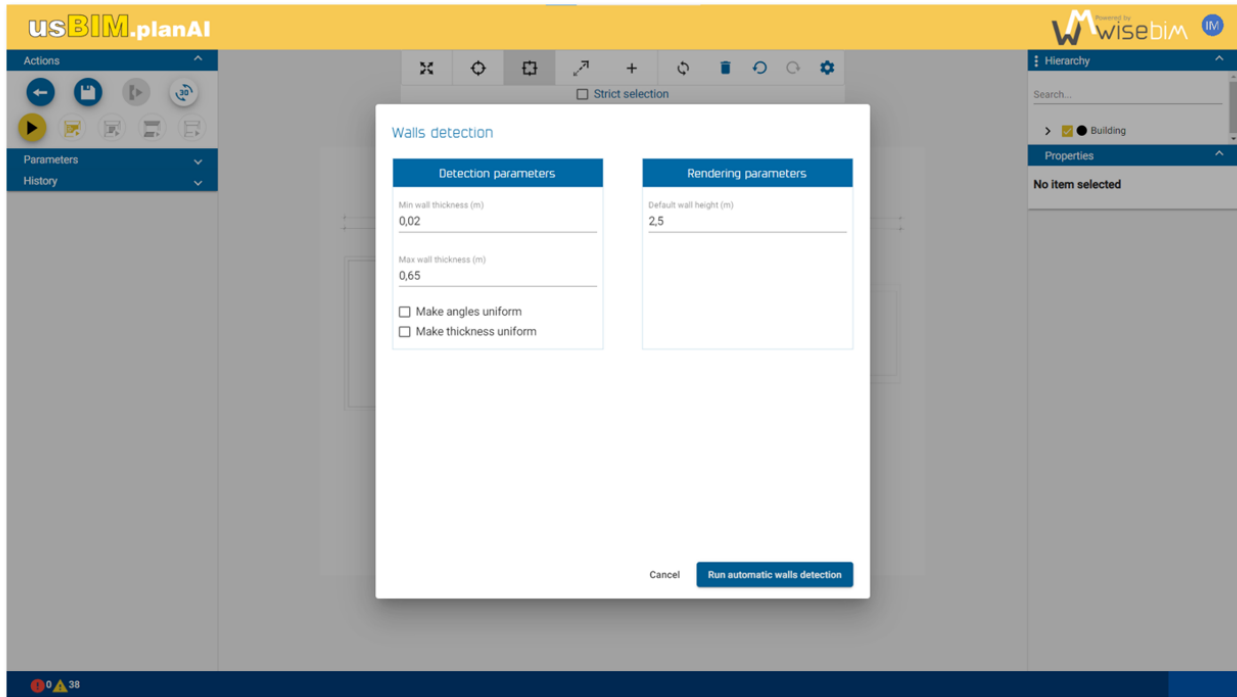 usBIM.planAI
Powered by
wisebim
IM
Actions
Hierarchy
Strict selection
Search...
3D
Building
Parameters
Properties
History
No item selected
Walls detection
Detection parameters
Rendering parameters
Min wall thickness (m)
Default wall height (m)
0,02
2,5
Max wall thickness (m)
0,65
Make angles uniform
Make thickness uniform
Cancel
Run automatic walls detection
0
38